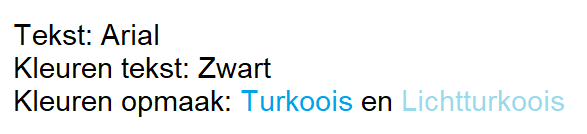 Tekst: Arial
Kleuren tekst: Zwart
Kleuren opmaak: Turkoois en Lichtturkoois